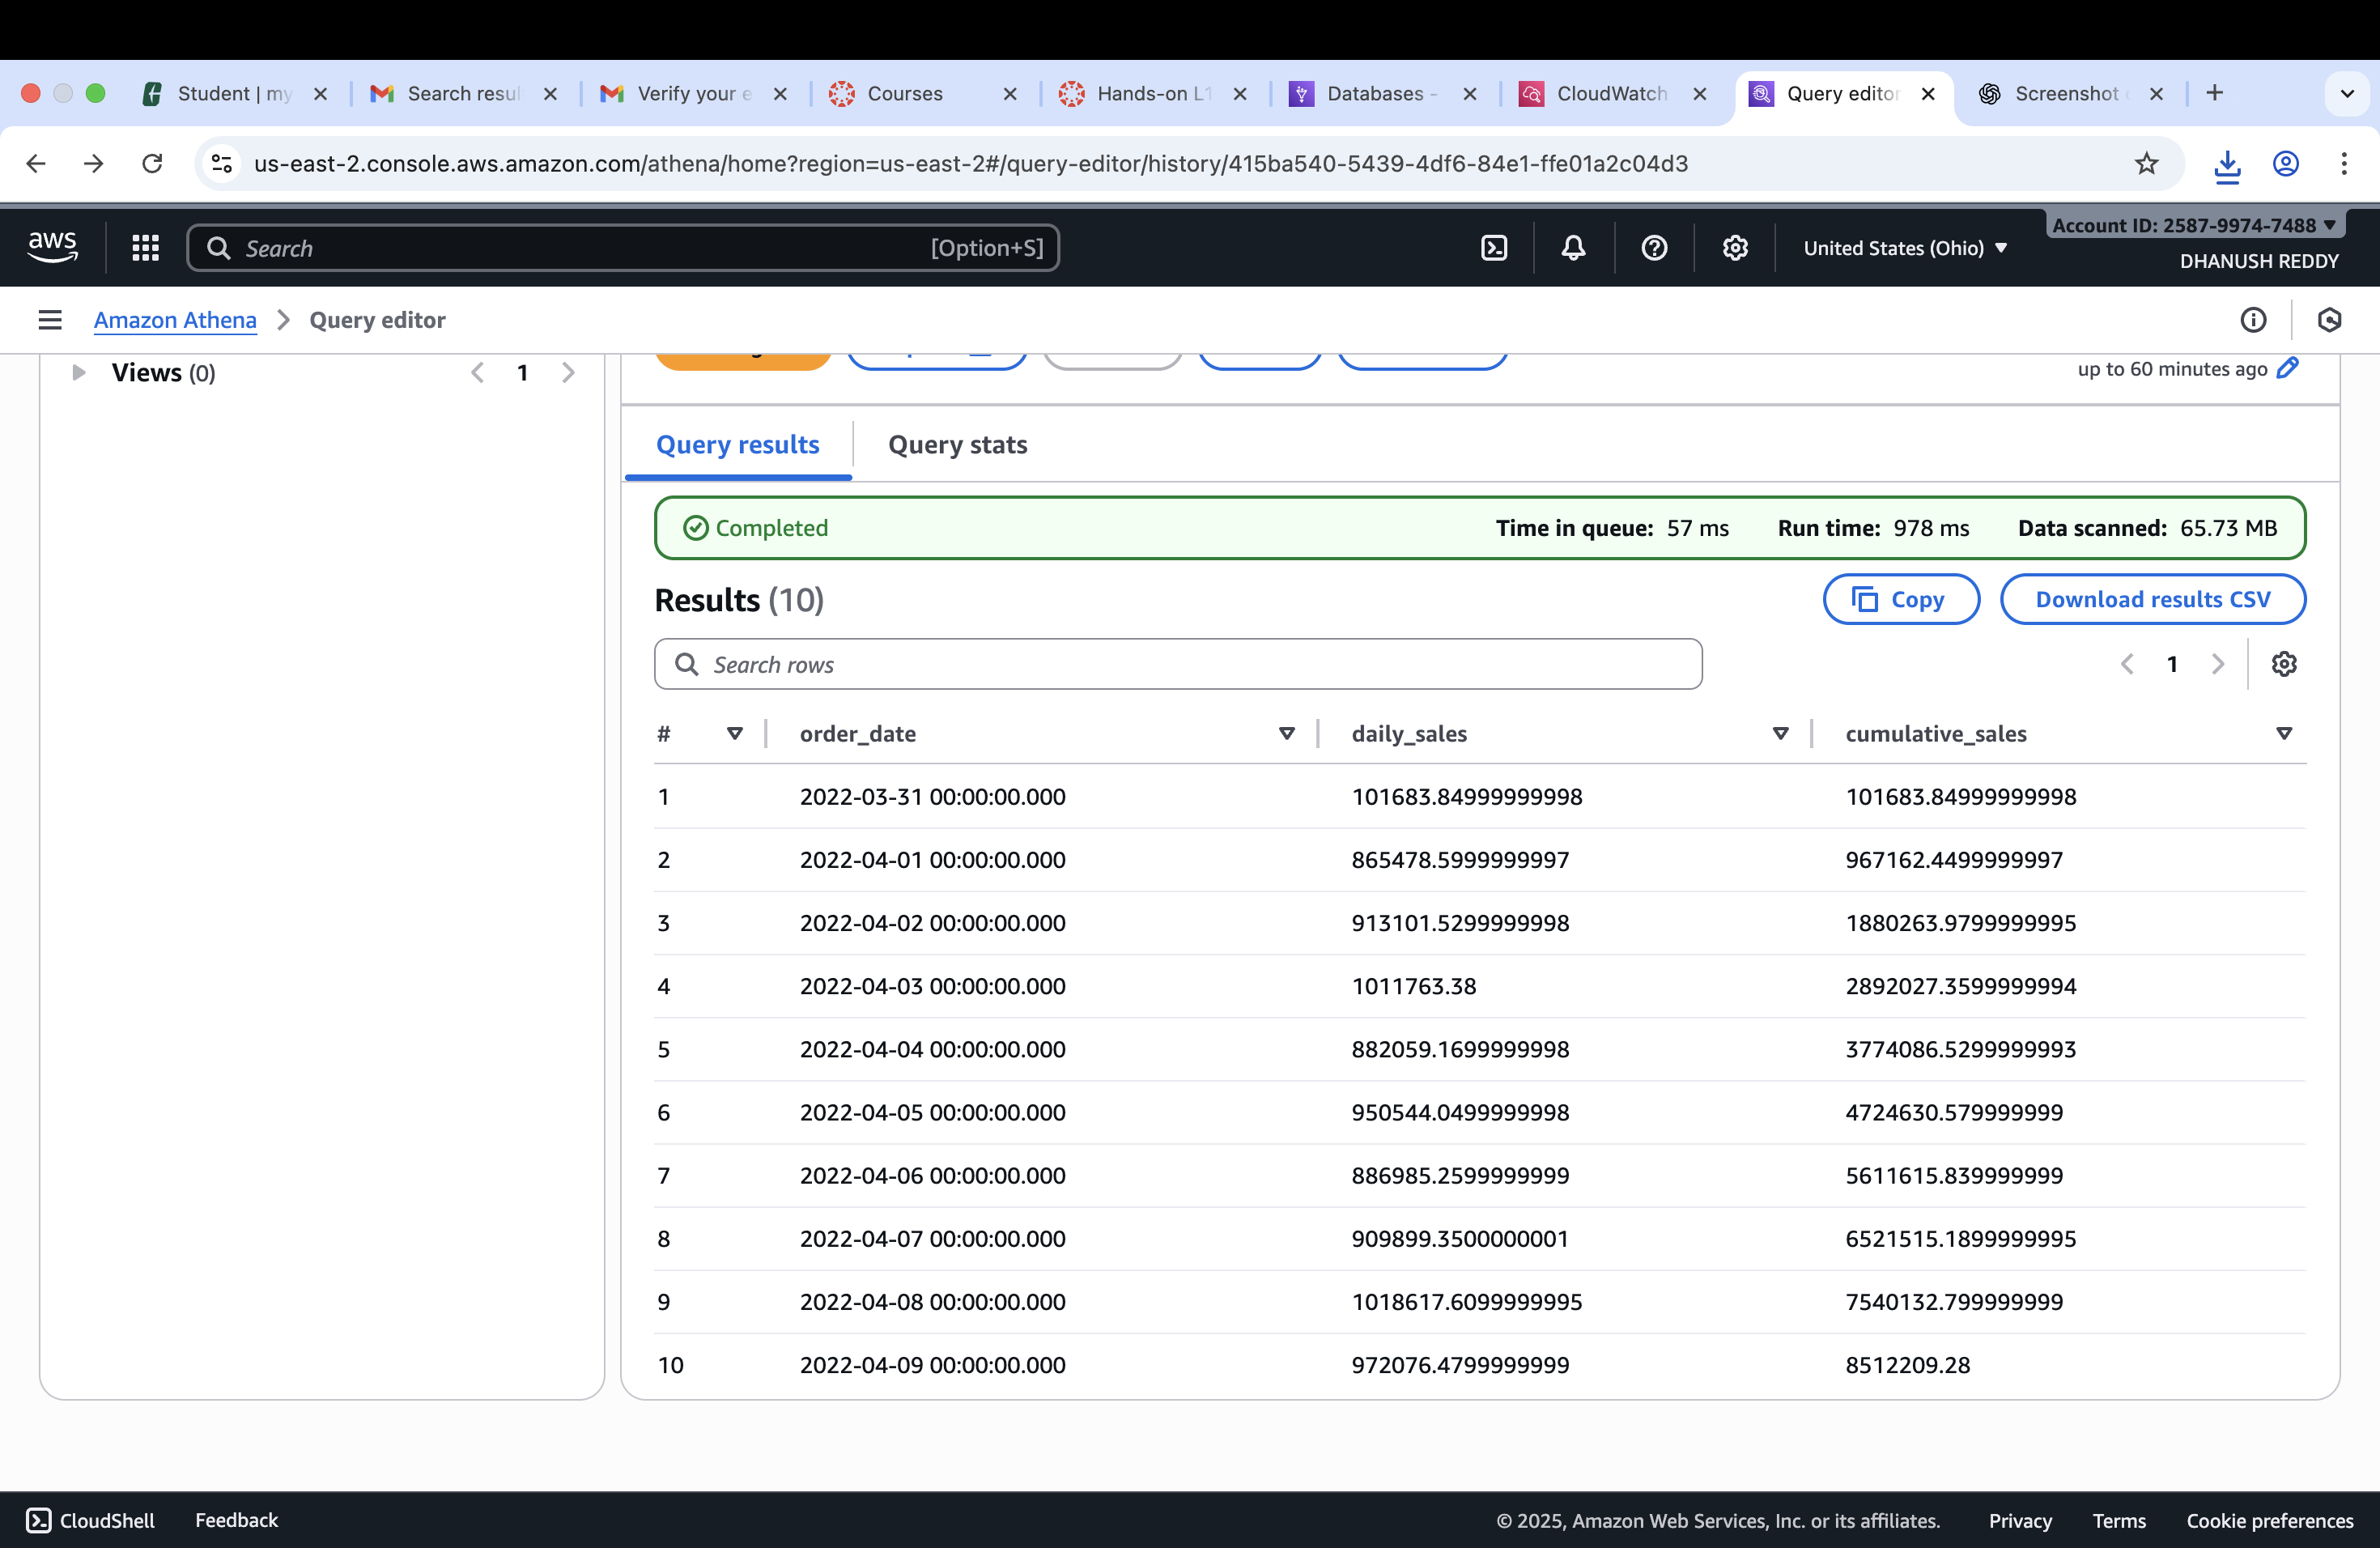 Student | my
Search resul
Verify your e
Courses
Hands-on L1
Databases -
CloudWatch
Query editor
Screenshot
us-east-2.console.aws.amazon.com/athena/home?region=us-east-2#/query-editor/history/415ba540-5439-4df6-84e1-ffe01a2c04d3
aws
Search
[Option+S]
United States (Ohio)
Account ID: 2587-9974-7488
DHANUSH REDDY
Amazon Athena
Query editor
Views (0)
1
up to 60 minutes ago
Query results
Query stats
Completed
Time in queue: 57 ms
Run time: 978 ms
Data scanned: 65.73 MB
Results (10)
Copy
Download results CSV
Search rows
1
# order_date daily_sales cumulative_sales
1 2022-03-31 00:00:00.000 101683.84999999998 101683.84999999998
2 2022-04-01 00:00:00.000 865478.5999999997 967162.4499999997
3 2022-04-02 00:00:00.000 913101.5299999998 1880263.9799999995
4 2022-04-03 00:00:00.000 1011763.38 2892027.3599999994
5 2022-04-04 00:00:00.000 882059.1699999998 3774086.5299999993
6 2022-04-05 00:00:00.000 950544.0499999998 4724630.579999999
7 2022-04-06 00:00:00.000 886985.2599999999 5611615.839999999
8 2022-04-07 00:00:00.000 909899.3500000001 6521515.1899999995
9 2022-04-08 00:00:00.000 1018617.6099999995 7540132.799999999
10 2022-04-09 00:00:00.000 972076.4799999999 8512209.28
CloudShell
Feedback
© 2025, Amazon Web Services, Inc. or its affiliates.
Privacy
Terms
Cookie preferences